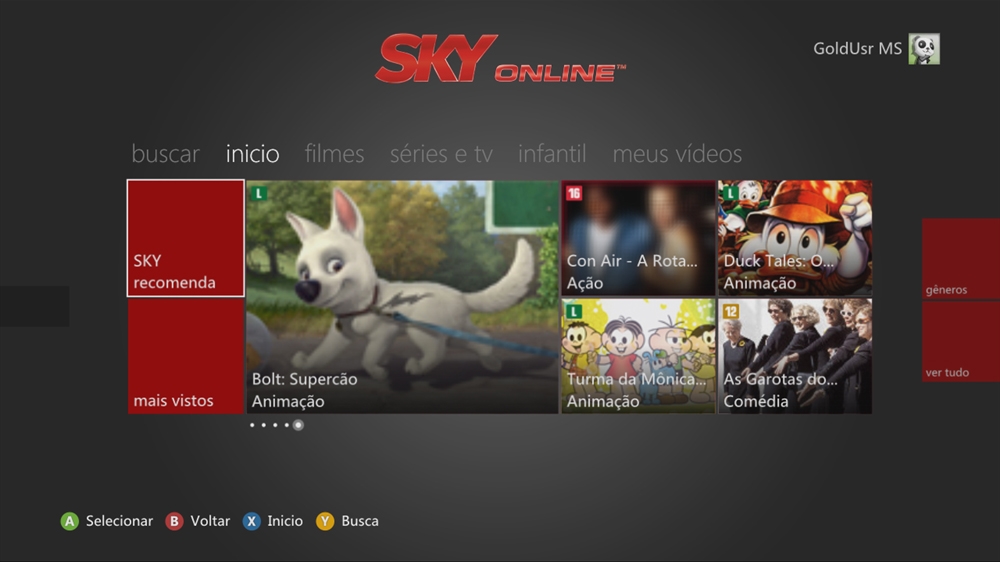 SKY ONLINE™
GoldUsr MS
buscar inicio filmes séries e tv infantil meus vídeos
SKY
recomenda
mais vistos
L
Bolt: Supercão
Animação
16
Con Air - A Rota...
Ação
L
Duck Tales: O...
Animação
L
Turma da Mônica...
Animação
12
As Garotas do...
Comédia
gêneros
ver tudo
A Selecionar B Voltar X Inicio Y Busca